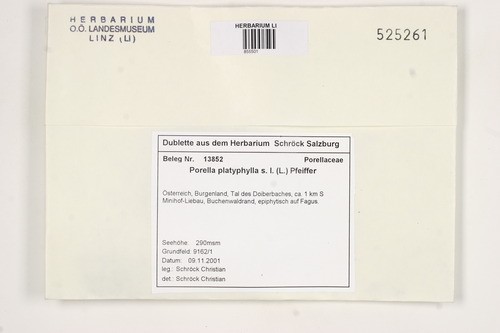 HERBARIUM
O.Ö. LANDESMUSEUM
LINZ (LI)
HERBARIUM LI
855501
525261
Dublette aus dem Herbarium Schröck Salzburg
Beleg Nr. 13852 Porellaceae
Porella platyphylla s. l. (L.) Pfeiffer
Österreich, Burgenland, Tal des Doiberbaches, ca. 1 km S
Minihof-Liebau, Buchenwaldrand, epiphytisch auf Fagus.
Seehöhe: 290msm
Grundfeld: 9162/1
Datum: 09.11.2001
leg.: Schröck Christian
det.: Schröck Christian